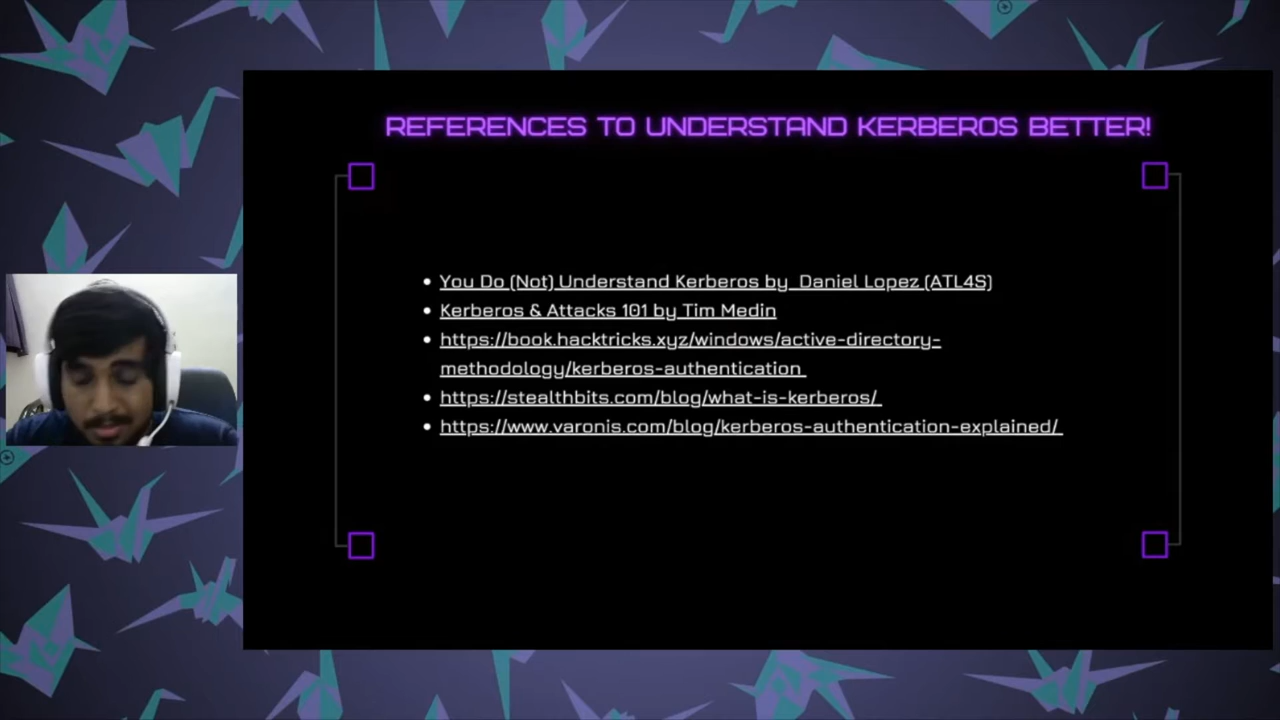 REFERENCES TO UNDERSTAND KERBEROS BETTER!
You Do (Not) Understand Kerberos by  Daniel Lopez (ATL4S)
Kerberos & Attacks 101 by Tim Medin
https://book.hacktricks.xyz/windows/active-directory-
methodology/kerberos-authentication
https://stealthbits.com/blog/what-is-kerberos/
https://www.varonis.com/blog/kerberos-authentication-explained/